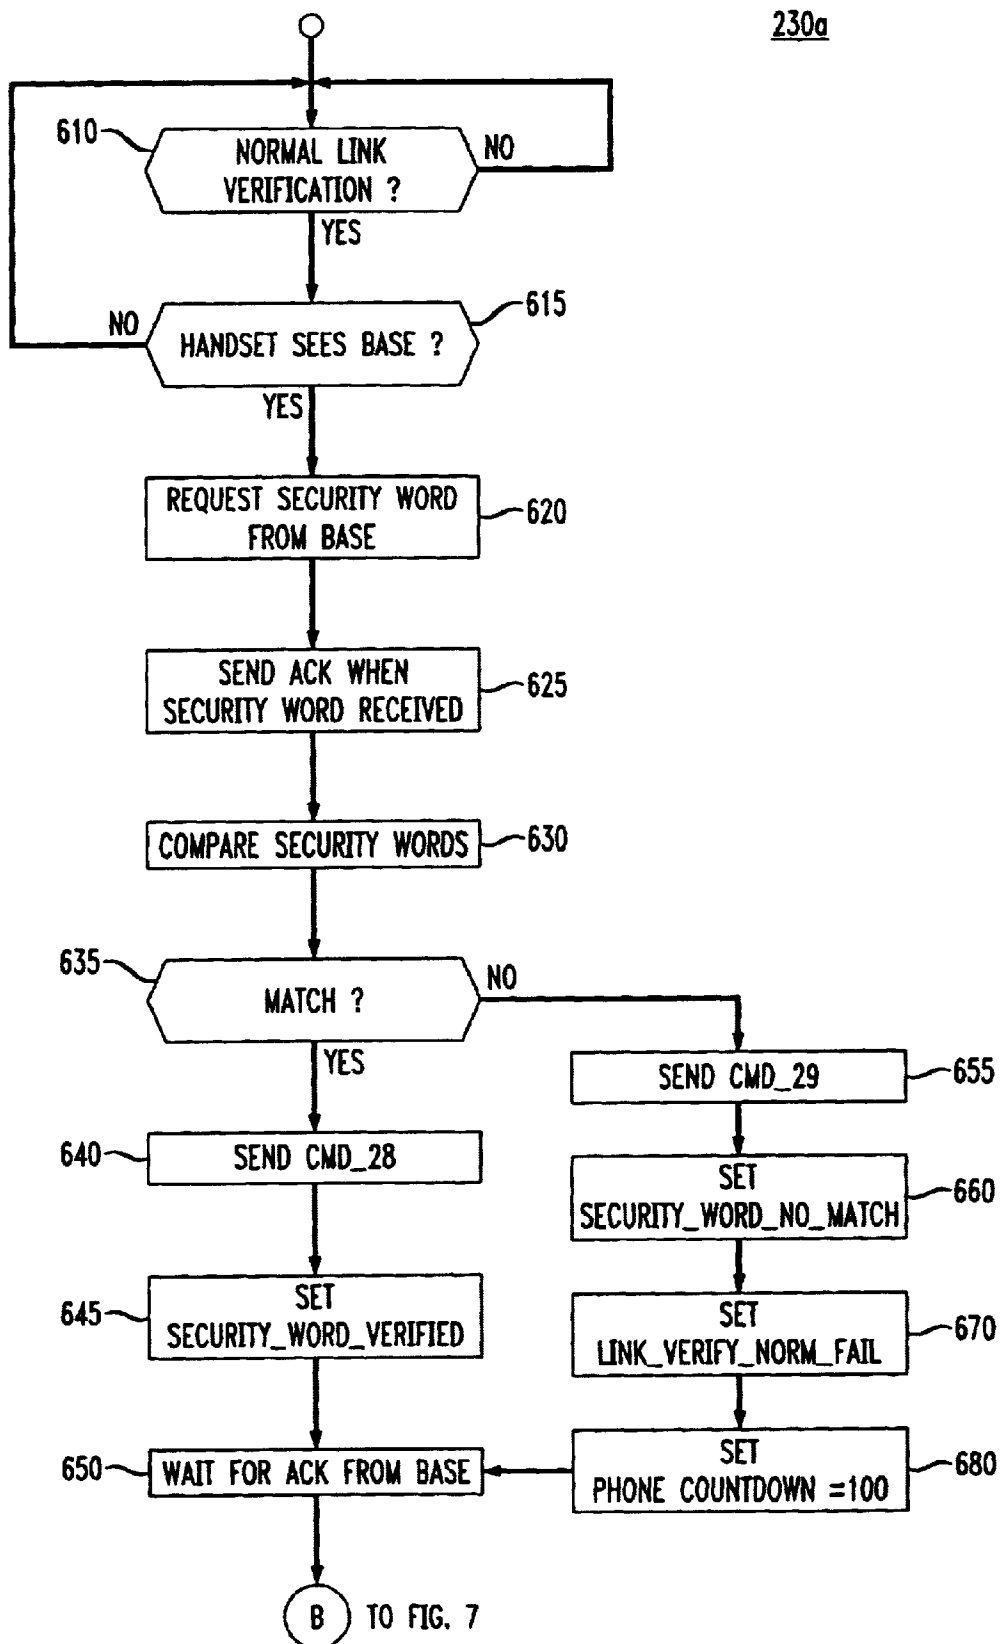 230a
610
NORMAL LINK
VERIFICATION ?
NO
YES
615
NO
HANDSET SEES BASE ?
YES
REQUEST SECURITY WORD
FROM BASE
620
SEND ACK WHEN
SECURITY WORD RECEIVED
625
COMPARE SECURITY WORDS
630
635
MATCH ?
NO
YES
SEND CMD_29
655
640
SEND CMD_28
SET
SECURITY_WORD_NO_MATCH
660
645
SET
SECURITY_WORD_VERIFIED
SET
LINK_VERIFY_NORM_FAIL
670
650
WAIT FOR ACK FROM BASE
SET
PHONE COUNTDOWN =100
680
B
TO FIG. 7